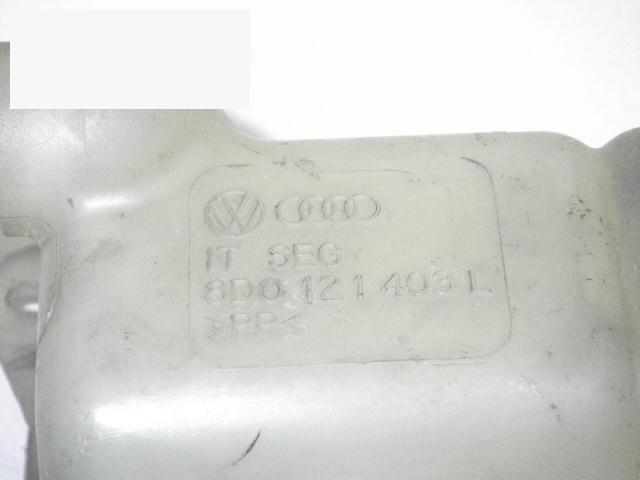 IT SEG
8D0 121 403 L
>PP<